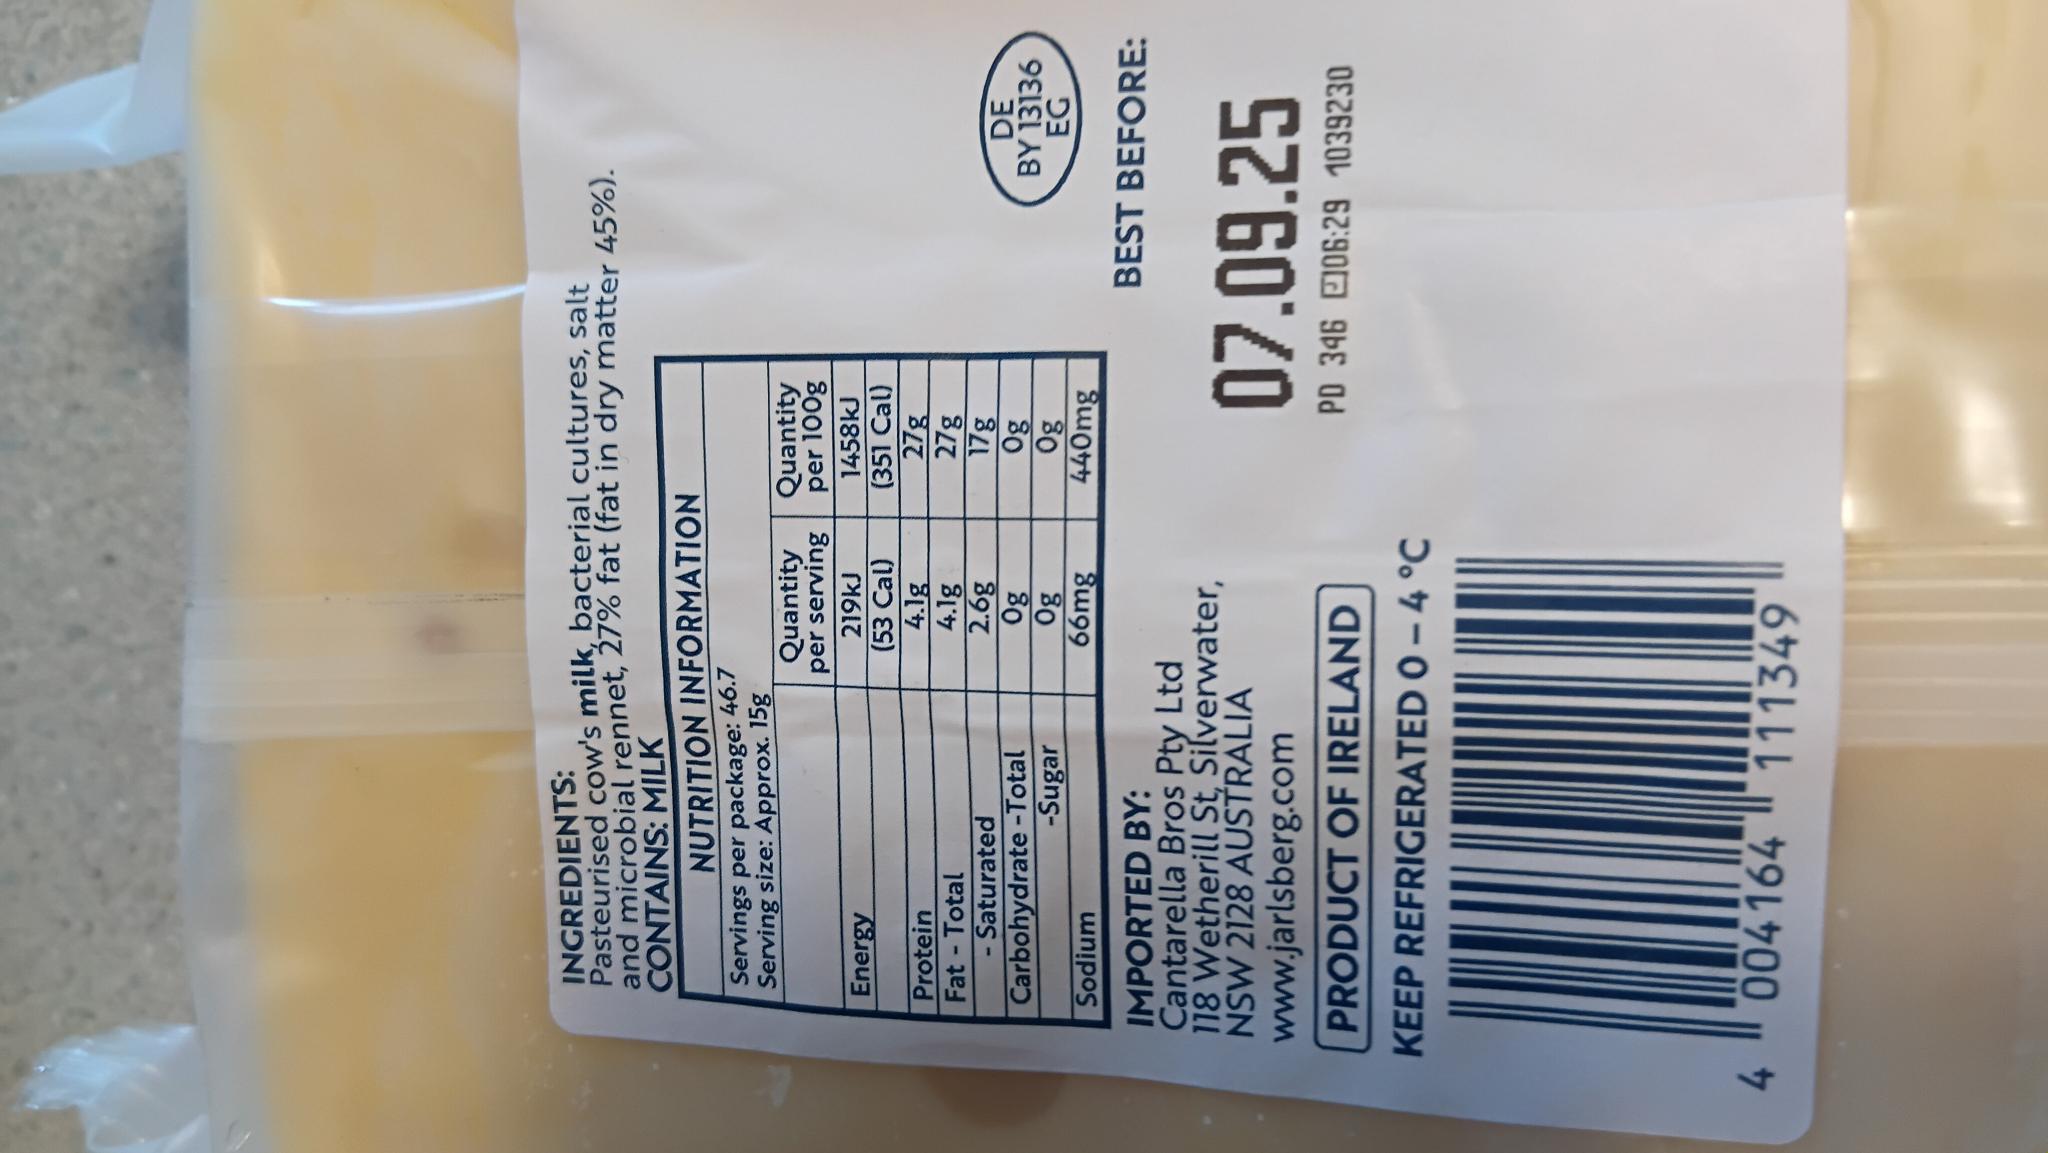 INGREDIENTS:
Pasteurised cow's milk, bacterial cultures, salt
and microbial rennet, 27% fat (fat in dry matter 45%).
CONTAINS: MILK
NUTRITION INFORMATION
Servings per package: 46.7
Serving size: Approx. 15g
Quantity per serving Quantity per 100g
Energy 219kJ 1458kJ
(53 Cal) (351 Cal)
Protein 4.1g 27g
Fat - Total 4.1g 27g
- Saturated 2.6g 17g
Carbohydrate -Total 0g 0g
-Sugar 0g 0g
Sodium 66mg 440mg
DE
BY 13136
EG
IMPORTED BY:
Cantarella Bros Pty Ltd
118 Wetherill St, Silverwater,
NSW 2128 AUSTRALIA
www.jarlsberg.com
PRODUCT OF IRELAND
KEEP REFRIGERATED 0 – 4 °C
BEST BEFORE:
07.09.25
PD 346 P 06:29 1039230
4 004164 111349